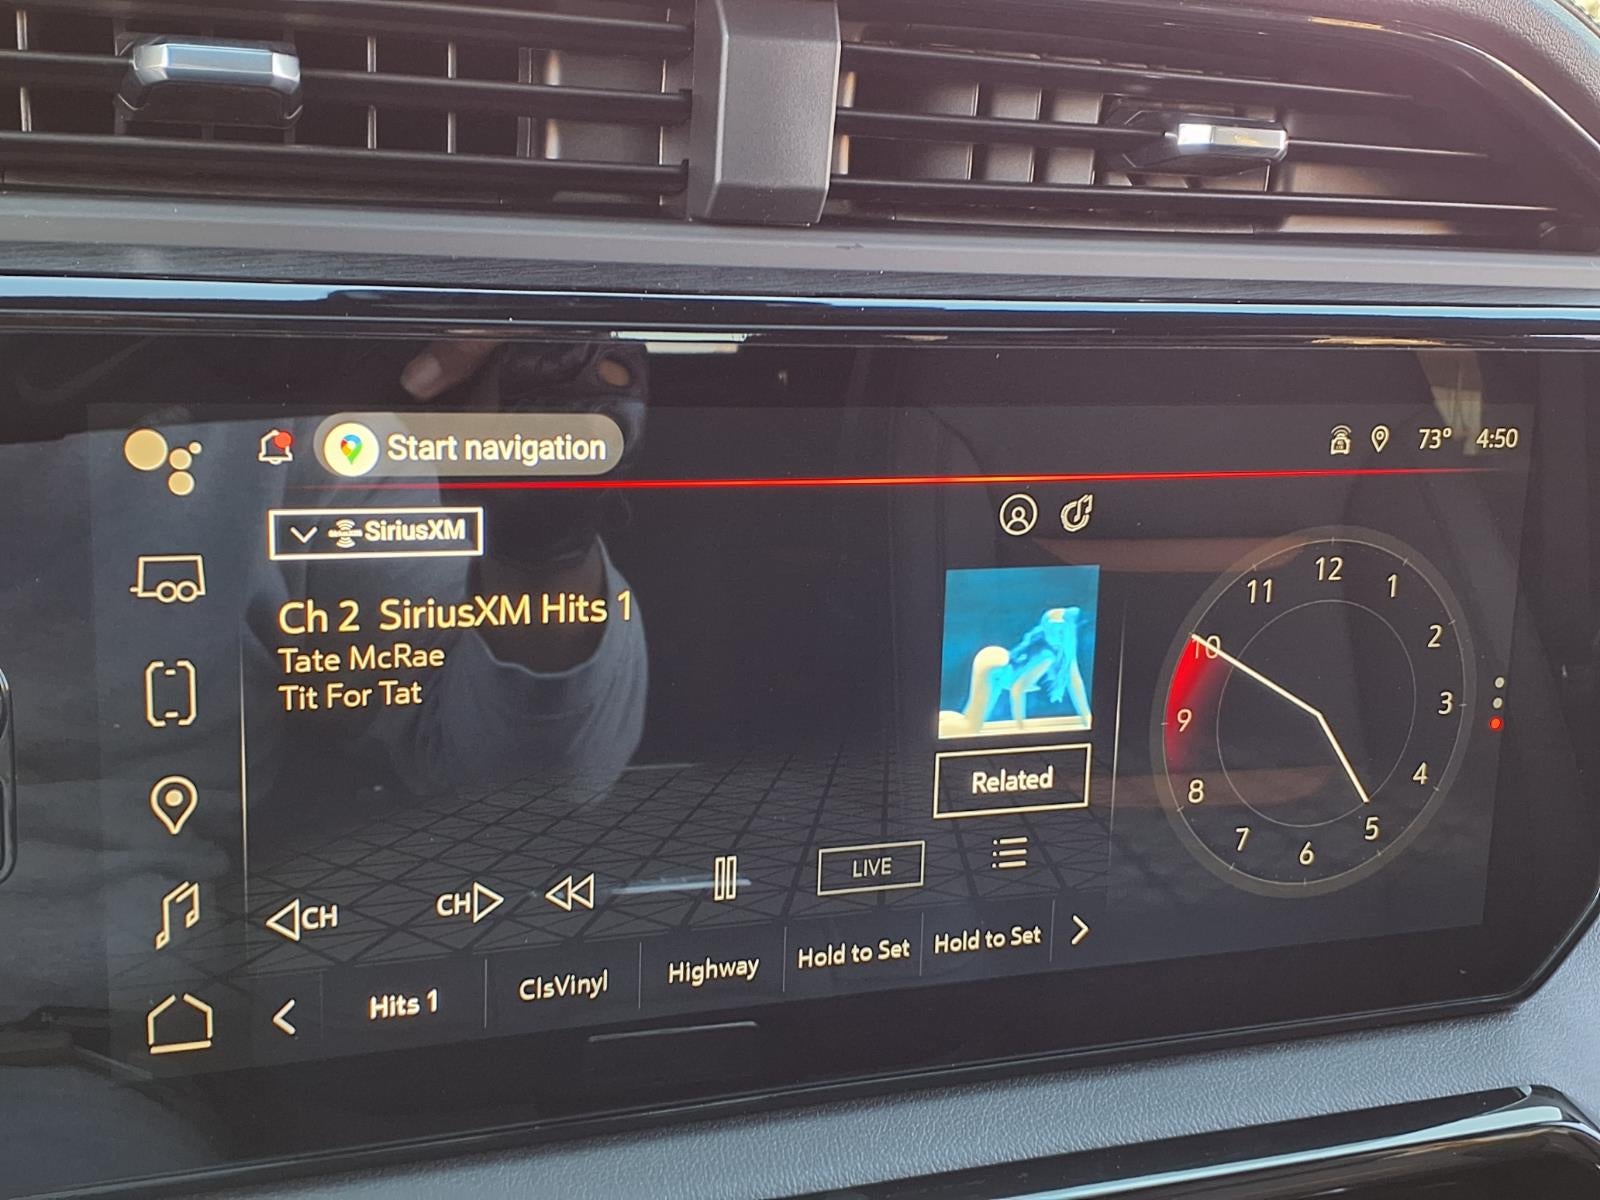 Start navigation
73° 4:50
SiriusXM
Ch 2 SiriusXM Hits 1
Tate McRae
Tit For Tat
Related
CH
CH
LIVE
Hits 1
ClsVinyl
Highway
Hold to Set
Hold to Set
12
1
2
3
4
5
6
7
8
9
10
11